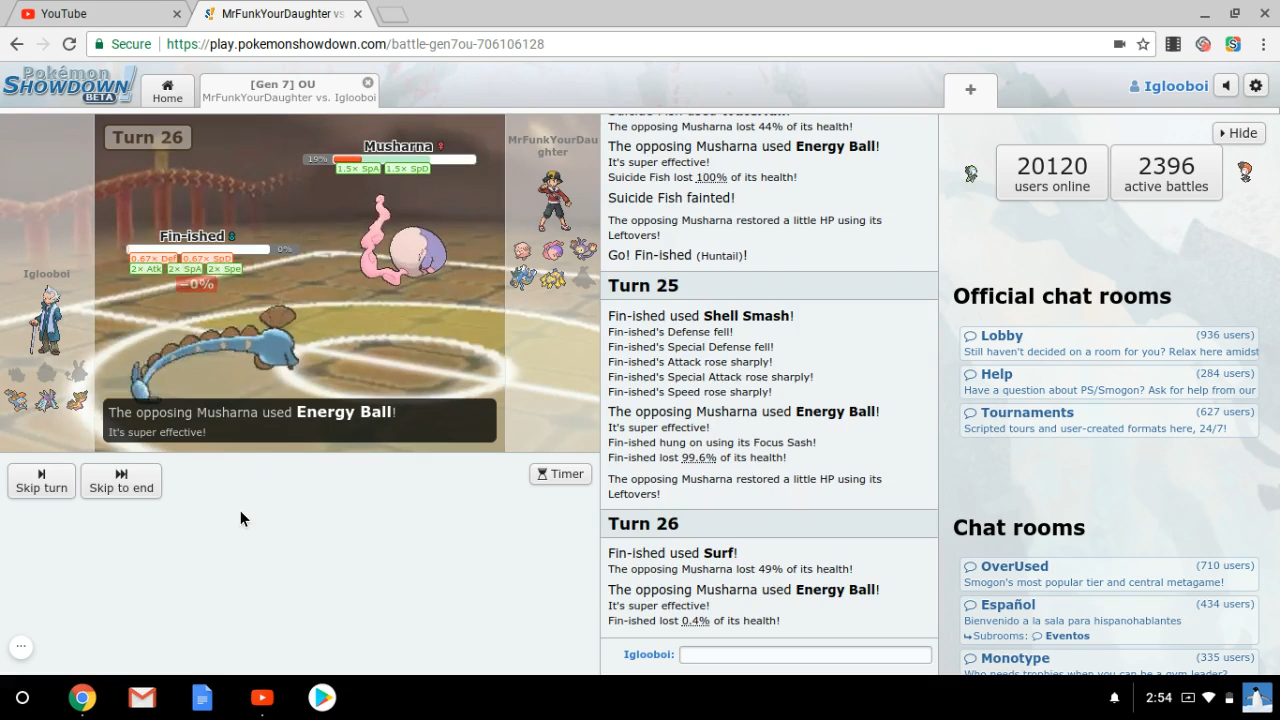 YouTube
MrFunkYourDaughter vs
Secure
https://play.pokemonshowdown.com/battle-gen7ou-706106128
Pokémon
SHOWDOWN!
BETA
Home
[Gen 7] OU
MrFunkYourDaughter vs. Iglooboi
+
Iglooboi
Turn 26
Musharna
19%
1.5× SpA 1.5× SpD
MrFunkYourDa
ughter
Fin-ished
0%
0.67× Def 0.67× SpD
2× Atk 2× SpA 2× Spe
−0%
Iglooboi
The opposing Musharna used Energy Ball!
It's super effective!
Skip turn
Skip to end
Timer
The opposing Musharna lost 44% of its health!
The opposing Musharna used Energy Ball!
It's super effective!
Suicide Fish lost 100% of its health!
Suicide Fish fainted!
The opposing Musharna restored a little HP using its
Leftovers!
Go! Fin-ished (Huntail)!
Turn 25
Fin-ished used Shell Smash!
Fin-ished's Defense fell!
Fin-ished's Special Defense fell!
Fin-ished's Attack rose sharply!
Fin-ished's Special Attack rose sharply!
Fin-ished's Speed rose sharply!
The opposing Musharna used Energy Ball!
It's super effective!
Fin-ished hung on using its Focus Sash!
Fin-ished lost 99.6% of its health!
The opposing Musharna restored a little HP using its
Leftovers!
Turn 26
Fin-ished used Surf!
The opposing Musharna lost 49% of its health!
The opposing Musharna used Energy Ball!
It's super effective!
Fin-ished lost 0.4% of its health!
Iglooboi:
Hide
20120
users online
2396
active battles
Official chat rooms
Lobby
(936 users)
Still haven't decided on a room for you? Relax here amidst
Help
(284 users)
Have a question about PS/Smogon? Ask for help from our
Tournaments
(627 users)
Scripted tours and user-created formats here, 24/7!
Chat rooms
OverUsed
(710 users)
Smogon's most popular tier and central metagame!
Español
(434 users)
Bienvenido a la sala para hispanohablantes
Subrooms: Eventos
Monotype
(335 users)
2:54